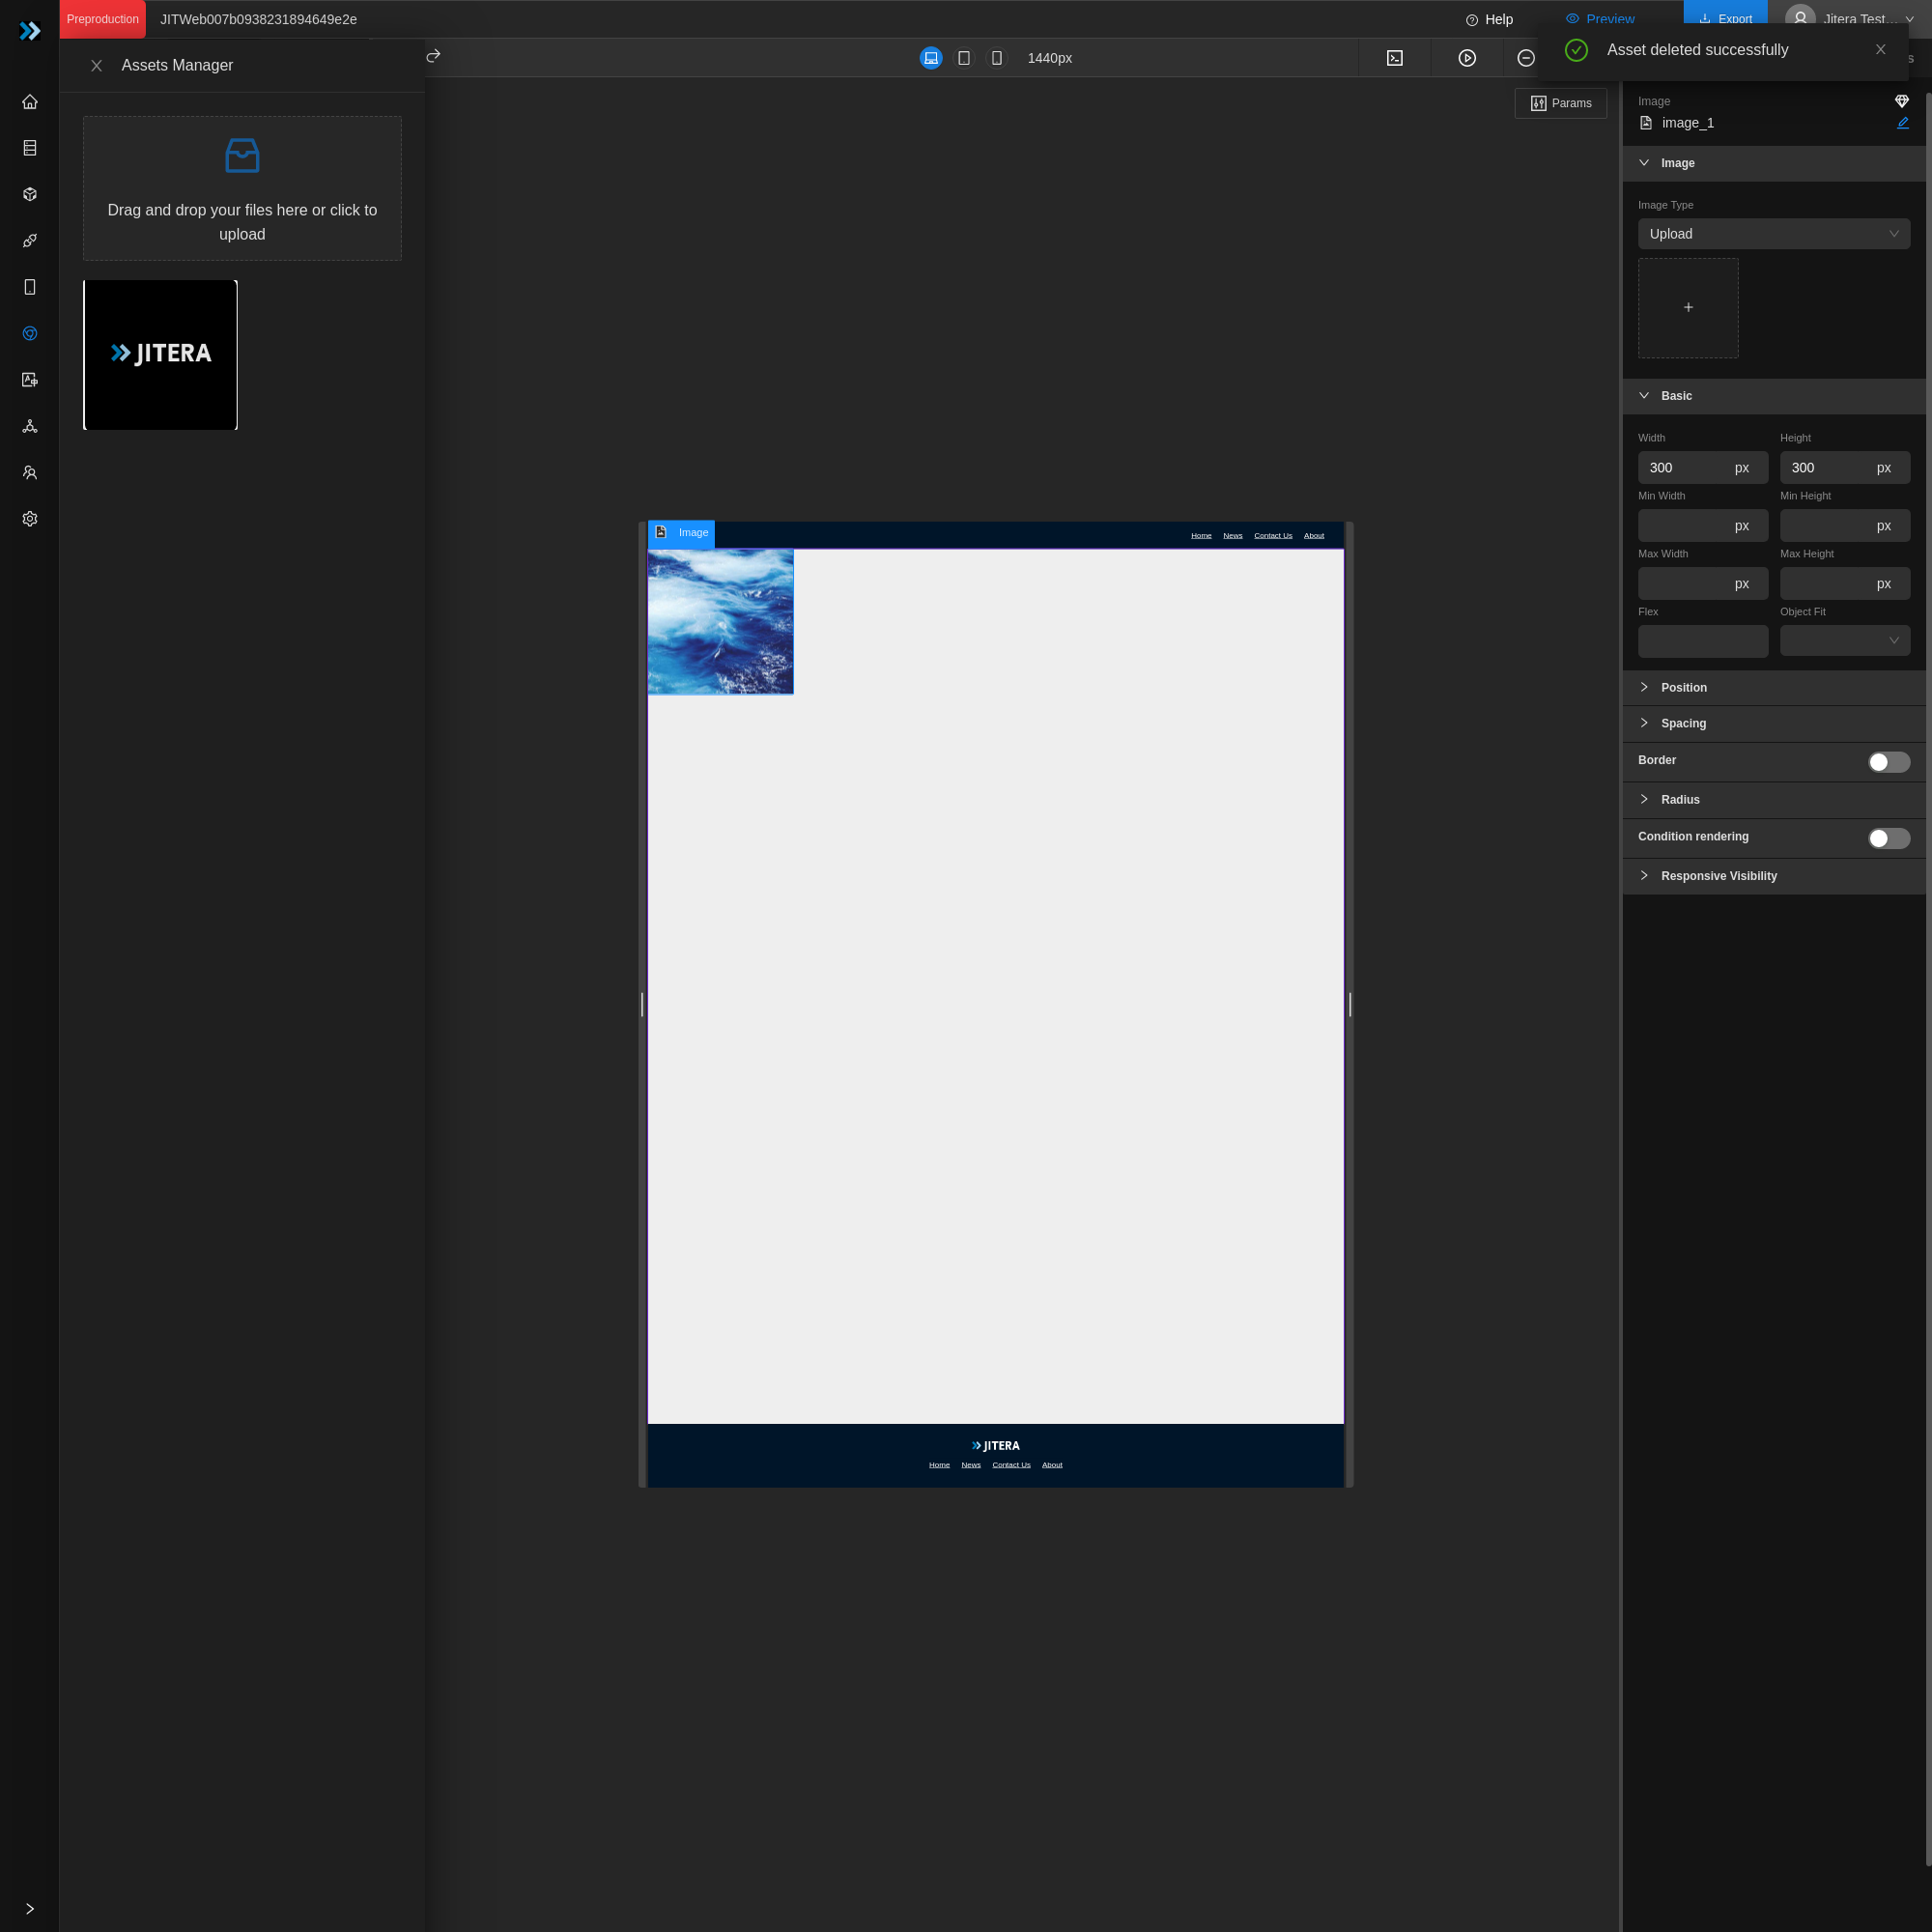 Preproduction
JITWeb007b0938231894649e2e
Help
Preview
Export
Jitera Test...
Assets Manager
1440px
Asset deleted successfully
s
Drag and drop your files here or click to
upload
JITERA
Params
Image
image_1
Image
Image Type
Upload
Basic
Width
Height
300
px
300
px
Min Width
Min Height
px
px
Max Width
Max Height
px
px
Flex
Object Fit
Position
Spacing
Border
Radius
Condition rendering
Responsive Visibility
Image
Home
News
Contact Us
About
JITERA
Home
News
Contact Us
About